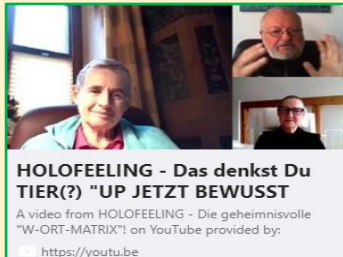 HOLOFEELING - Das denkst Du
TIER(?) "UP JETZT BEWUSST
A video from HOLOFEELING - Die geheimnisvolle
"W-ORT-MATRIX"! on YouTube provided by:
https://youtu.be